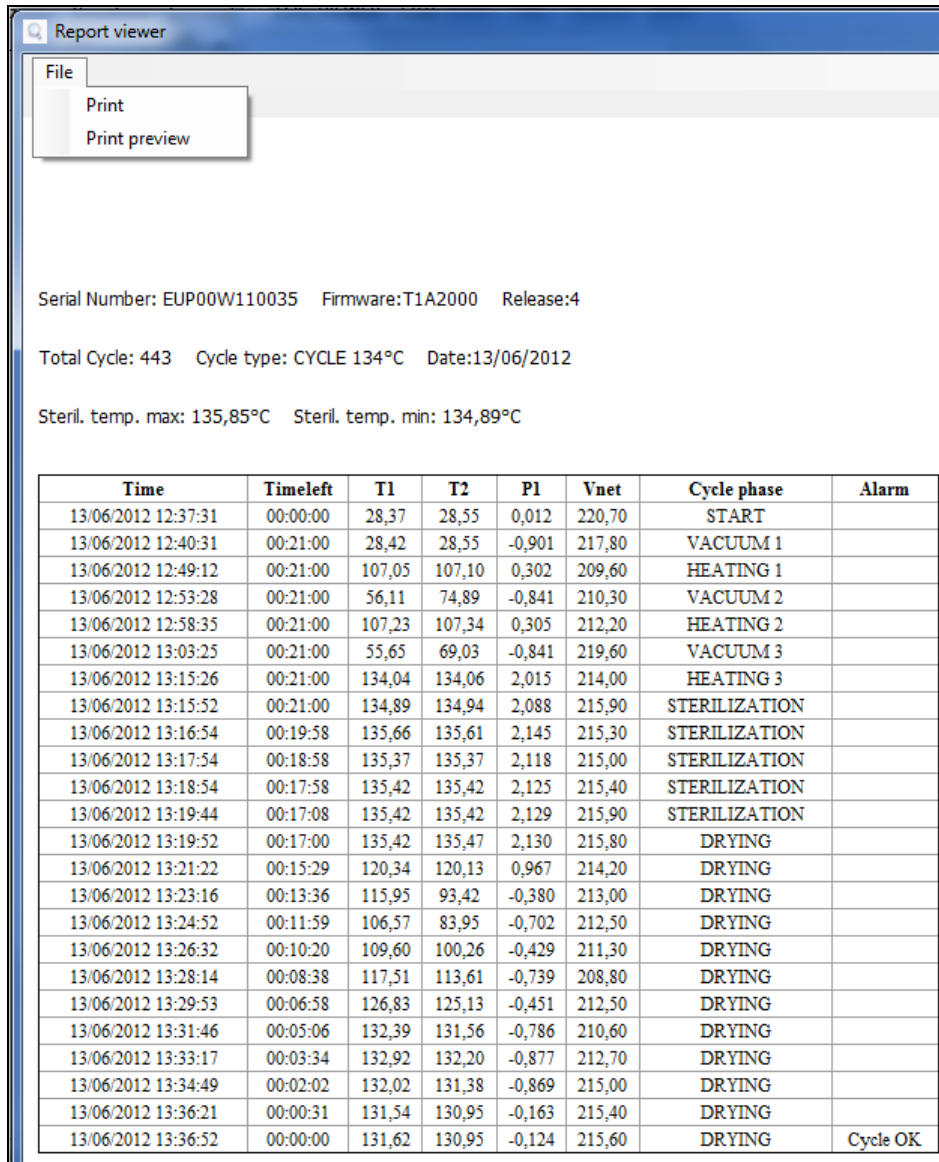 Report viewer
File
Print
Print preview
Serial Number: EUP00W110035 Firmware:T1A2000 Release:4
Total Cycle: 443 Cycle type: CYCLE 134°C Date:13/06/2012
Steril. temp. max: 135,85°C Steril. temp. min: 134,89°C
Time Timeleft T1 T2 P1 Vnet Cycle phase Alarm
13/06/2012 12:37:31 00:00:00 28,37 28,55 0,012 220,70 START
13/06/2012 12:40:31 00:21:00 28,42 28,55 -0,901 217,80 VACUUM 1
13/06/2012 12:49:12 00:21:00 107,05 107,10 0,302 209,60 HEATING 1
13/06/2012 12:53:28 00:21:00 56,11 74,89 -0,841 210,30 VACUUM 2
13/06/2012 12:58:35 00:21:00 107,23 107,34 0,305 212,20 HEATING 2
13/06/2012 13:03:25 00:21:00 55,65 69,03 -0,841 219,60 VACUUM 3
13/06/2012 13:15:26 00:21:00 134,04 134,06 2,015 214,00 HEATING 3
13/06/2012 13:15:52 00:21:00 134,89 134,94 2,088 215,90 STERILIZATION
13/06/2012 13:16:54 00:19:58 135,66 135,61 2,145 215,30 STERILIZATION
13/06/2012 13:17:54 00:18:58 135,37 135,37 2,118 215,00 STERILIZATION
13/06/2012 13:18:54 00:17:58 135,42 135,42 2,125 215,40 STERILIZATION
13/06/2012 13:19:44 00:17:08 135,42 135,42 2,129 215,90 STERILIZATION
13/06/2012 13:19:52 00:17:00 135,42 135,47 2,130 215,80 DRYING
13/06/2012 13:21:22 00:15:29 120,34 120,13 0,967 214,20 DRYING
13/06/2012 13:23:16 00:13:36 115,95 93,42 -0,380 213,00 DRYING
13/06/2012 13:24:52 00:11:59 106,57 83,95 -0,702 212,50 DRYING
13/06/2012 13:26:32 00:10:20 109,60 100,26 -0,429 211,30 DRYING
13/06/2012 13:28:14 00:08:38 117,51 113,61 -0,739 208,80 DRYING
13/06/2012 13:29:53 00:06:58 126,83 125,13 -0,451 212,50 DRYING
13/06/2012 13:31:46 00:05:06 132,39 131,56 -0,786 210,60 DRYING
13/06/2012 13:33:17 00:03:34 132,92 132,20 -0,877 212,70 DRYING
13/06/2012 13:34:49 00:02:02 132,02 131,38 -0,869 215,00 DRYING
13/06/2012 13:36:21 00:00:31 131,54 130,95 -0,163 215,40 DRYING
13/06/2012 13:36:52 00:00:00 131,62 130,95 -0,124 215,60 DRYING Cycle OK